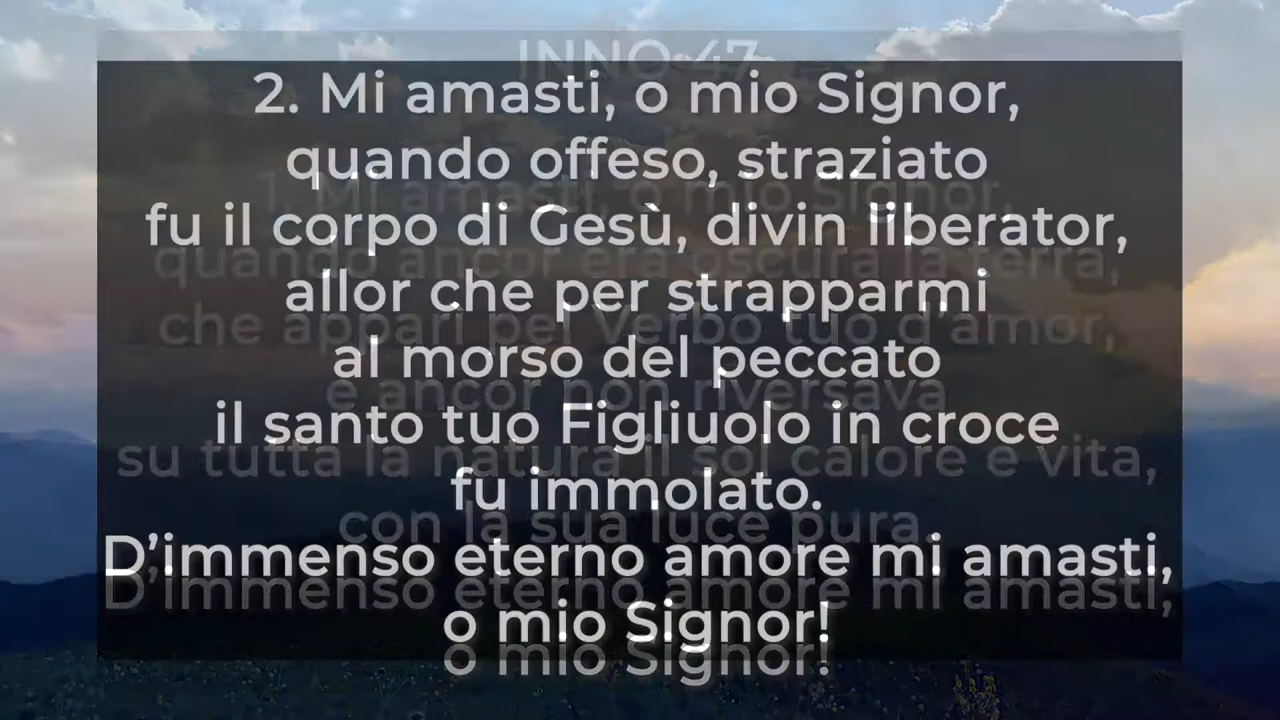 INNO 47
2. Mi amasti, o mio Signor,
quando offeso, straziato
fu il corpo di Gesù, divin liberator,
allor che per strapparmi
al morso del peccato
il santo tuo Figliuolo in croce
fu immolato.
D’immenso eterno amore mi amasti,
o mio Signor!
1. Mi amasti, o mio Signor,
quando ancor era oscura la terra,
che apparì per Verbo tuo d’amor,
e ancor non riversava
su tutta la natura il sol calore e vita,
con la sua luce pura.
D’immenso eterno amore mi amasti,
o mio Signor!